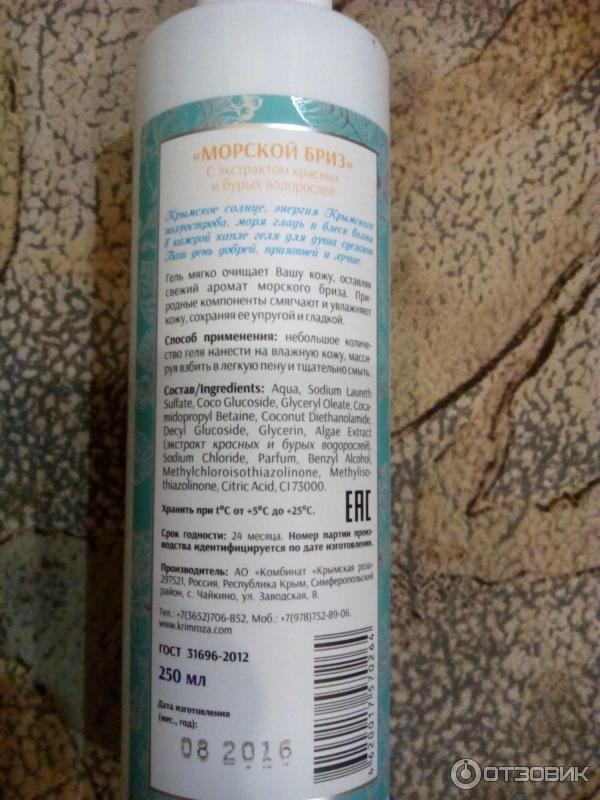 «МОРСКОЙ БРИЗ»
С экстрактом красных
и бурых водорослей
Крымское солнце, энергия Крымского
полуострова, моря гладь и блеск волны
в каждой капле геля для душа сделают
Ваш день добрей, приятней и лучше.
Гель мягко очищает Вашу кожу, оставляя
свежий аромат морского бриза. При-
родные компоненты смягчают и увлажняют
кожу, сохраняя ее упругой и гладкой.
Способ применения: небольшое количе-
ство геля нанести на влажную кожу, масси-
руя взбить в легкую пену и тщательно смыть.
Состав/Ingredients: Aqua, Sodium Laureth
Sulfate, Coco Glucoside, Glyceryl Oleate, Coca-
midopropyl Betaine, Coconut Diethanolamide,
Decyl Glucoside, Glycerin, Algae Extract
(экстракт красных и бурых водорослей),
Sodium Chloride, Parfum, Benzyl Alcohol,
Methylchloroisothiazolinone, Methyliso-
thiazolinone, Citric Acid, CI 73000.
Хранить при t°C от +5°C до +25°C.
EAC
Срок годности: 24 месяца. Номер партии произ-
водства идентифицируется по дате изготовления.
Производитель: АО «Комбинат «Крымская роза»
297521, Россия, Республика Крым, Симферопольский
район, с. Чайкино, ул. Заводская, 8.
Тел.: +7(3652)706-852, Моб.: +7(978)752-89-06.
www.krimroza.com
ГОСТ 31696-2012
250 мл
Дата изготовления
(мес., год):
08 2016
4620017570264
ОТЗОВИК